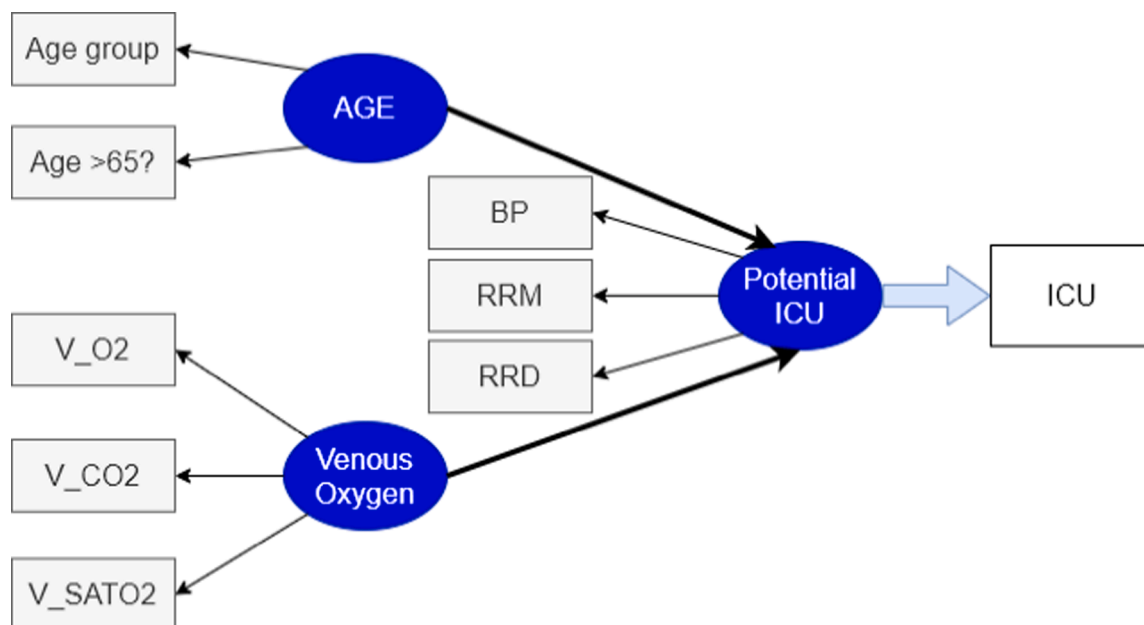 Age group
AGE
Age >65?
BP
RRM
RRD
Potential
ICU
ICU
V_O2
V_CO2
V_SATO2
Venous
Oxygen